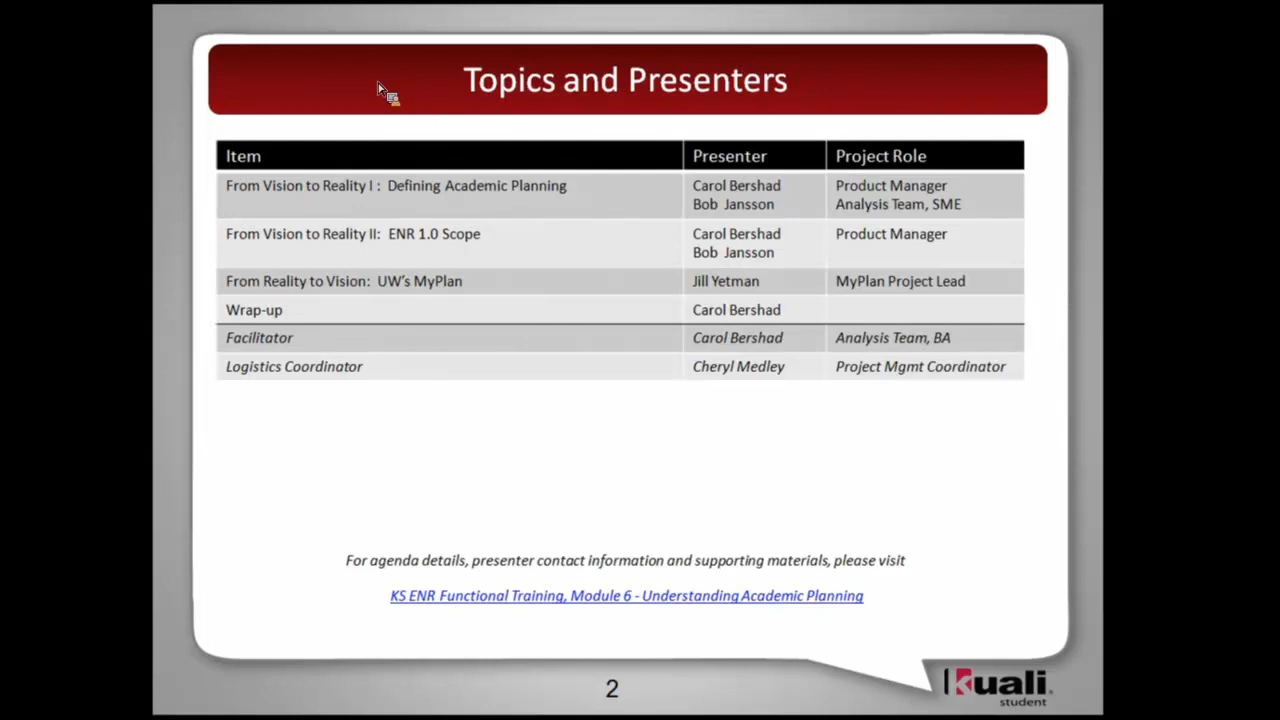 Topics and Presenters
Item Presenter Project Role
From Vision to Reality I : Defining Academic Planning Carol Bershad Product Manager
Bob Jansson Analysis Team, SME
From Vision to Reality II: ENR 1.0 Scope Carol Bershad Product Manager
Bob Jansson
From Reality to Vision: UW's MyPlan Jill Yetman MyPlan Project Lead
Wrap-up Carol Bershad
Facilitator Carol Bershad Analysis Team, BA
Logistics Coordinator Cheryl Medley Project Mgmt Coordinator
For agenda details, presenter contact information and supporting materials, please visit
KS ENR Functional Training, Module 6 - Understanding Academic Planning
2
kuali
student